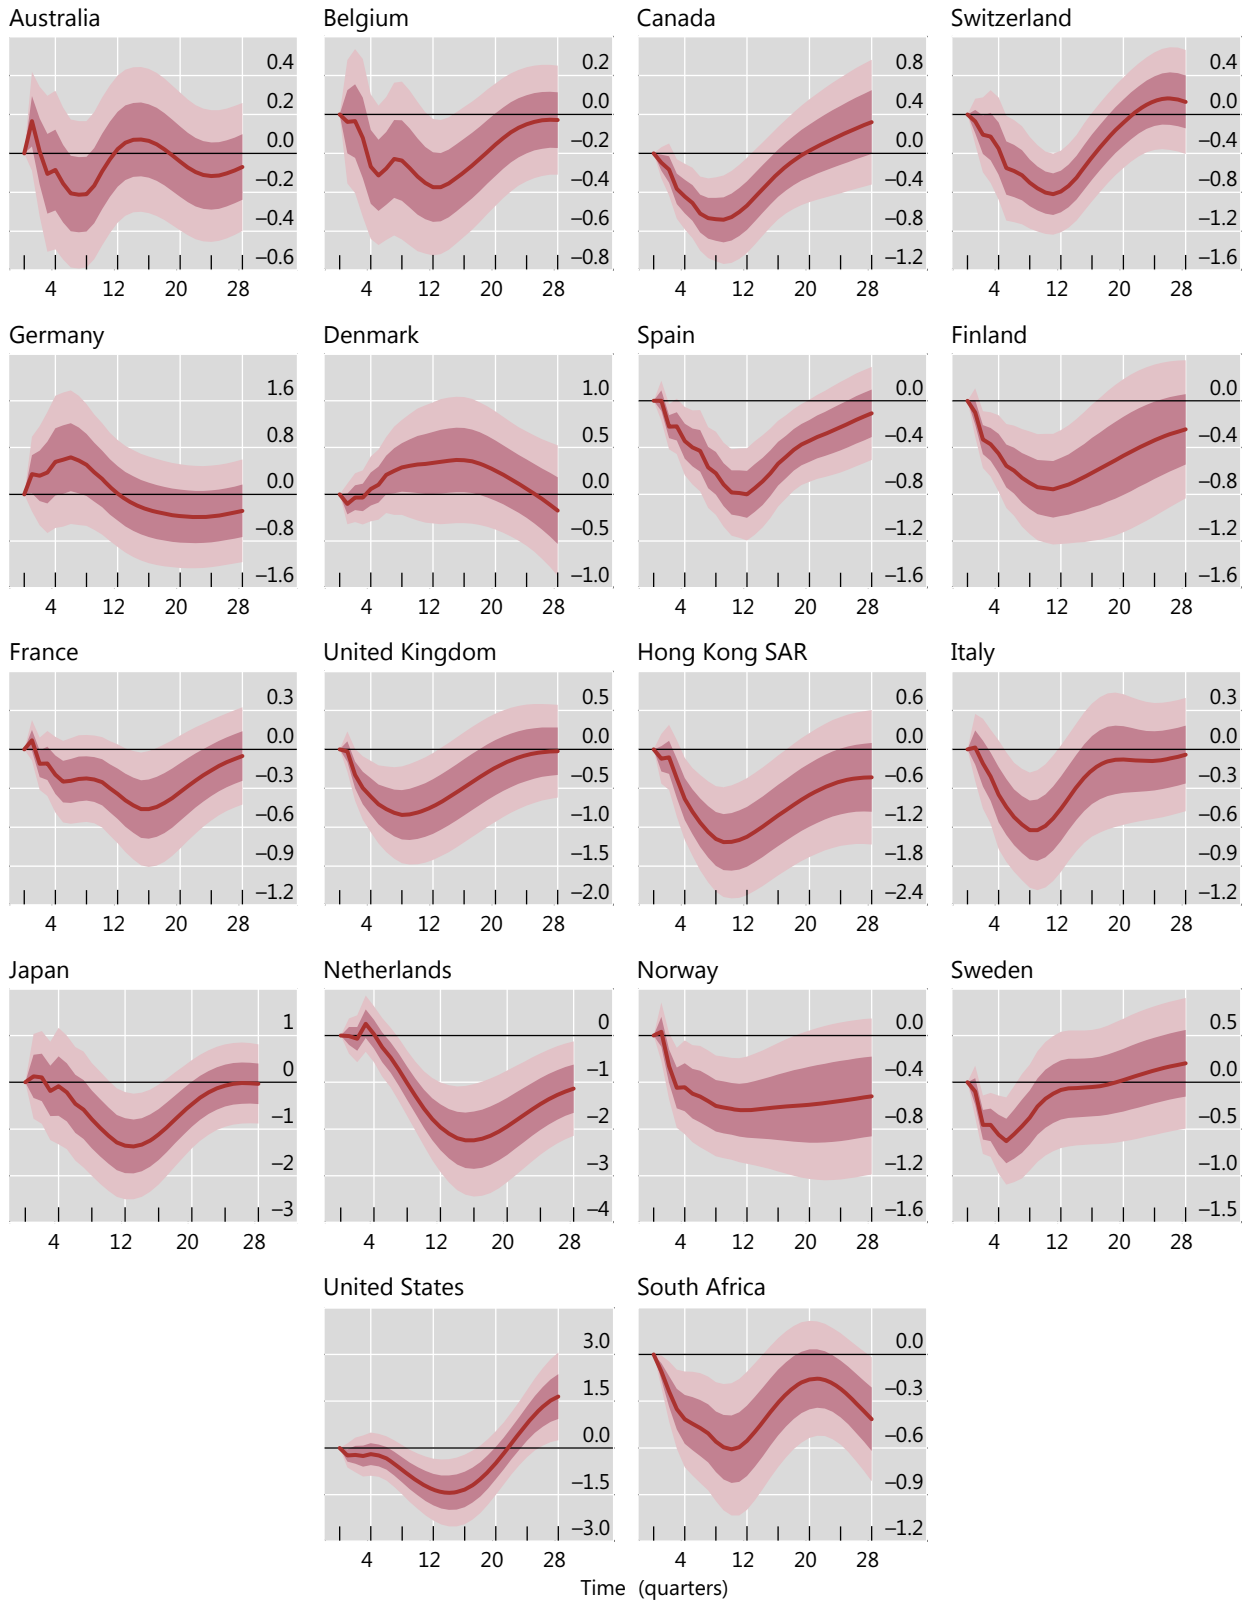 Australia
0.4
0.2
0.0
–0.2
–0.4
–0.6
4 12 20 28
Belgium
0.2
0.0
–0.2
–0.4
–0.6
–0.8
4 12 20 28
Canada
0.8
0.4
0.0
–0.4
–0.8
–1.2
4 12 20 28
Switzerland
0.4
0.0
–0.4
–0.8
–1.2
–1.6
4 12 20 28
Germany
1.6
0.8
0.0
–0.8
–1.6
4 12 20 28
Denmark
1.0
0.5
0.0
–0.5
–1.0
4 12 20 28
Spain
0.0
–0.4
–0.8
–1.2
–1.6
4 12 20 28
Finland
0.0
–0.4
–0.8
–1.2
–1.6
4 12 20 28
France
0.3
0.0
–0.3
–0.6
–0.9
–1.2
4 12 20 28
United Kingdom
0.5
0.0
–0.5
–1.0
–1.5
–2.0
4 12 20 28
Hong Kong SAR
0.6
0.0
–0.6
–1.2
–1.8
–2.4
4 12 20 28
Italy
0.3
0.0
–0.3
–0.6
–0.9
–1.2
4 12 20 28
Japan
1
0
–1
–2
–3
4 12 20 28
Netherlands
0
–1
–2
–3
–4
4 12 20 28
Norway
0.0
–0.4
–0.8
–1.2
–1.6
4 12 20 28
Sweden
0.5
0.0
–0.5
–1.0
–1.5
4 12 20 28
United States
3.0
1.5
0.0
–1.5
–3.0
4 12 20 28
South Africa
0.0
–0.3
–0.6
–0.9
–1.2
4 12 20 28
Time (quarters)